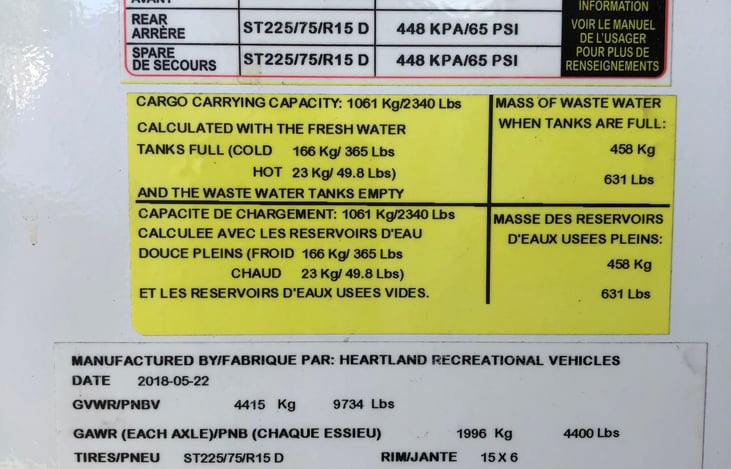 AVANT
INFORMATION
REAR
ARRIÈRE
ST225/75/R15 D
448 KPA/65 PSI
SPARE
DE SECOURS
ST225/75/R15 D
448 KPA/65 PSI
VOIR LE MANUEL
DE L'USAGER
POUR PLUS DE
RENSEIGNEMENTS
CARGO CARRYING CAPACITY: 1061 Kg/2340 Lbs
CALCULATED WITH THE FRESH WATER
TANKS FULL (COLD 166 Kg/ 365 Lbs
HOT 23 Kg/ 49.8 Lbs)
AND THE WASTE WATER TANKS EMPTY
MASS OF WASTE WATER
WHEN TANKS ARE FULL:
458 Kg
631 Lbs
CAPACITE DE CHARGEMENT: 1061 Kg/2340 Lbs
CALCULEE AVEC LES RESERVOIRS D'EAU
DOUCE PLEINS (FROID 166 Kg/ 365 Lbs
CHAUD 23 Kg/ 49.8 Lbs)
ET LES RESERVOIRS D'EAUX USEES VIDES.
MASSE DES RESERVOIRS
D'EAUX USEES PLEINS:
458 Kg
631 Lbs
MANUFACTURED BY/FABRIQUE PAR: HEARTLAND RECREATIONAL VEHICLES
DATE 2018-05-22
GVWR/PNBV 4415 Kg 9734 Lbs
GAWR (EACH AXLE)/PNB (CHAQUE ESSIEU) 1996 Kg 4400 Lbs
TIRES/PNEU ST225/75/R15 D RIM/JANTE 15 X 6